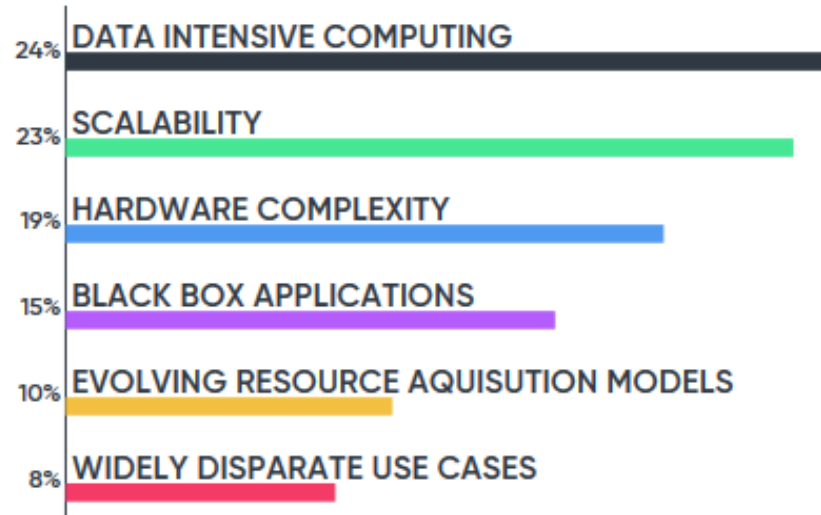 DATA INTENSIVE COMPUTING
24%
SCALABILITY
23%
HARDWARE COMPLEXITY
19%
BLACK BOX APPLICATIONS
15%
EVOLVING RESOURCE AQUISUTION MODELS
10%
WIDELY DISPARATE USE CASES
8%